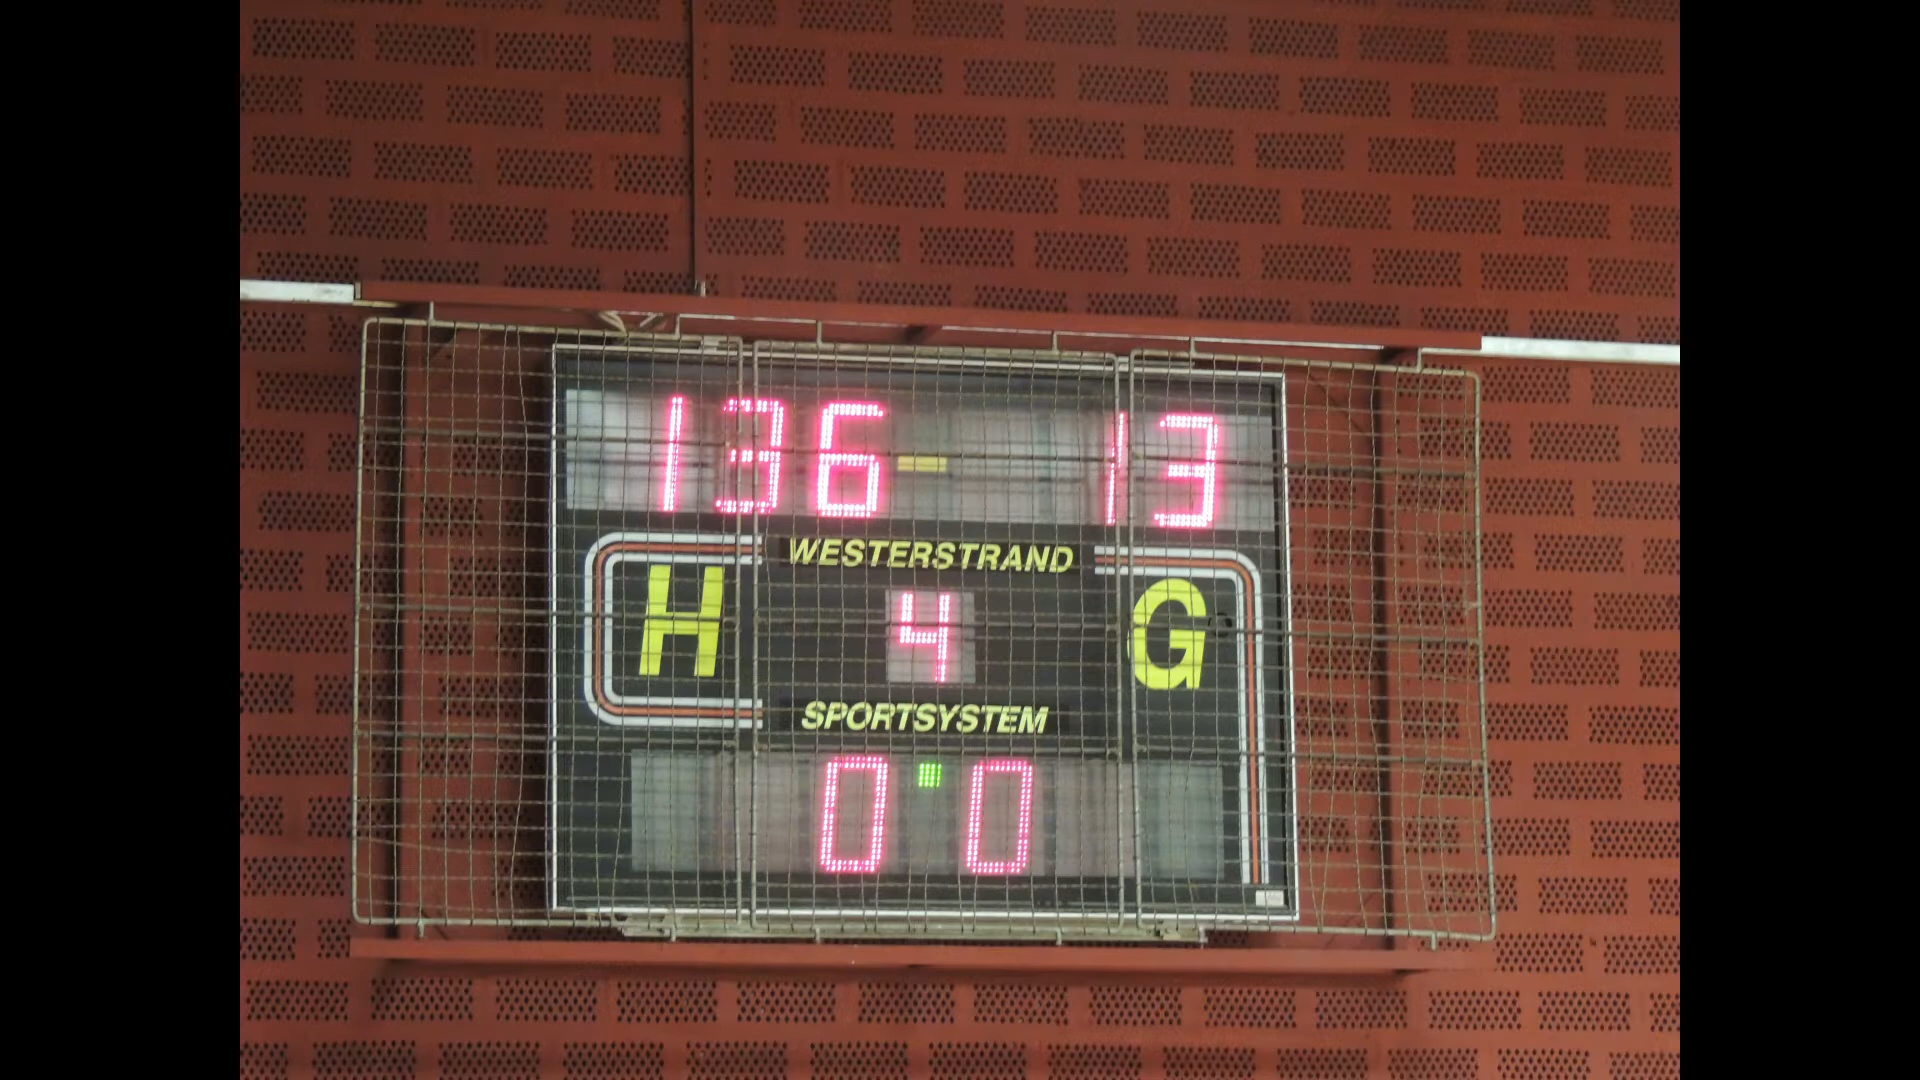 136 - 13
WESTERSTRAND
H 4 G
SPORTSYSTEM
0 0